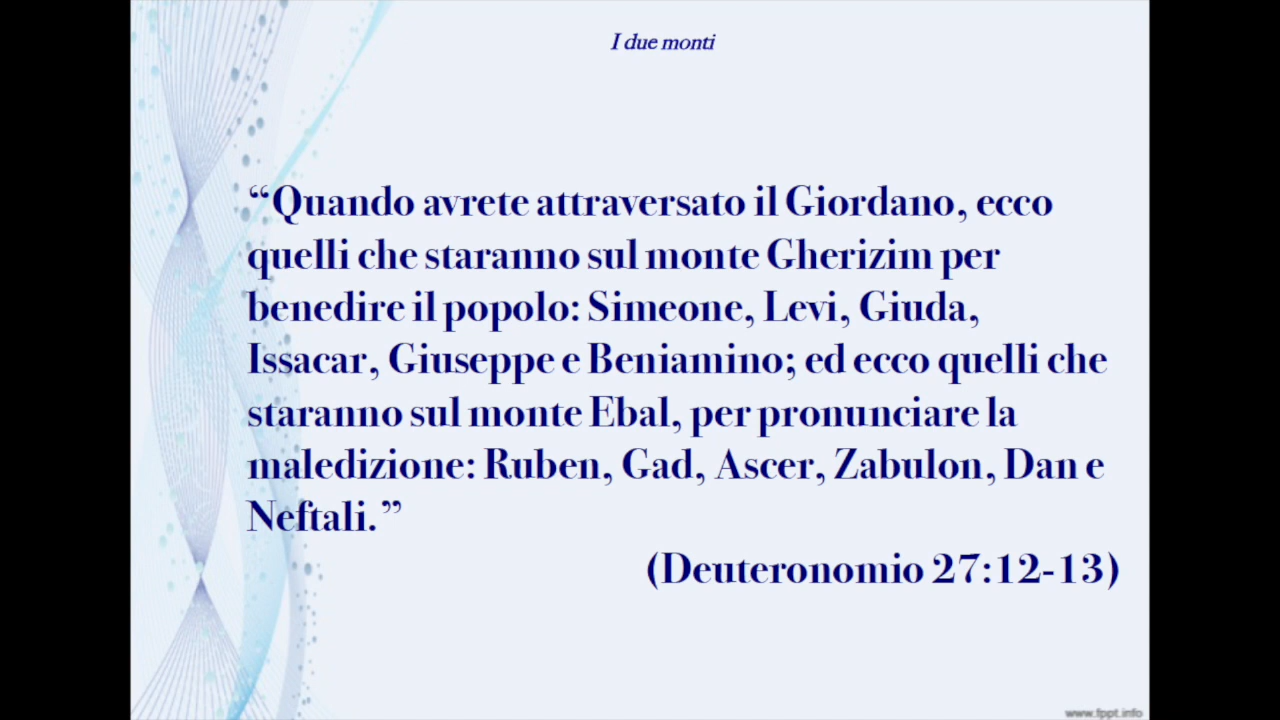 I due monti
“Quando avrete attraversato il Giordano, ecco
quelli che staranno sul monte Gherizim per
benedire il popolo: Simeone, Levi, Giuda,
Issacar, Giuseppe e Beniamino; ed ecco quelli che
staranno sul monte Ebal, per pronunciare la
maledizione: Ruben, Gad, Ascer, Zabulon, Dan e
Neftali.”
(Deuteronomio 27:12-13)
www.fppt.info